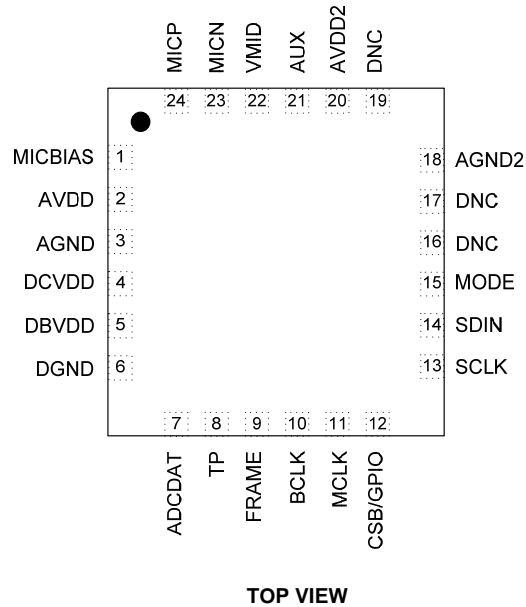 MICP MICN VMID AUX AVDD2 DNC
24 23 22 21 20 19
MICBIAS 1
AVDD 2
AGND 3
DCVDD 4
DBVDD 5
DGND 6
18 AGND2
17 DNC
16 DNC
15 MODE
14 SDIN
13 SCLK
7 8 9 10 11 12
ADCDAT TP FRAME BCLK MCLK CSB/GPIO
TOP VIEW